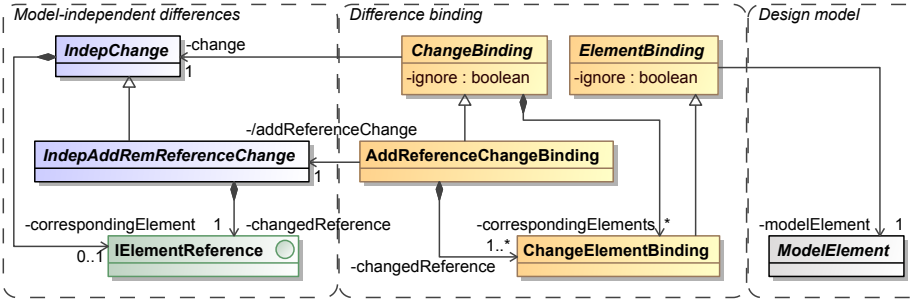 Model-independent differences
Difference binding
Design model
IndepChange
-change
1
ChangeBinding
-ignore : boolean
ElementBinding
-ignore : boolean
-/addReferenceChange
IndepAddRemReferenceChange
1
AddReferenceChangeBinding
-correspondingElement
1
-changedReference
-correspondingElements
*
-modelElement
1
0..1
IElementReference
1..*
-changedReference
ChangeElementBinding
ModelElement